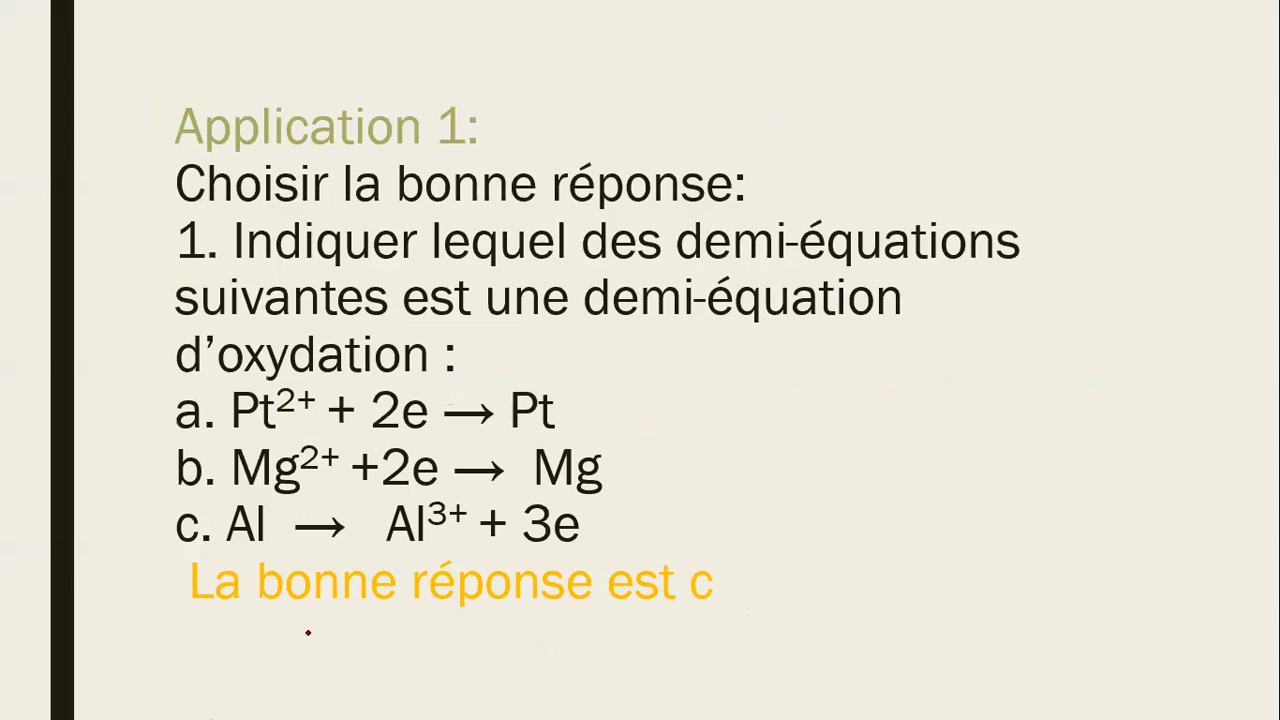 Application 1:
Choisir la bonne réponse:
1. Indiquer lequel des demi-équations
suivantes est une demi-équation
d’oxydation :
a. Pt²⁺ + 2e → Pt
b. Mg²⁺ +2e → Mg
c. Al → Al³⁺ + 3e
La bonne réponse est c